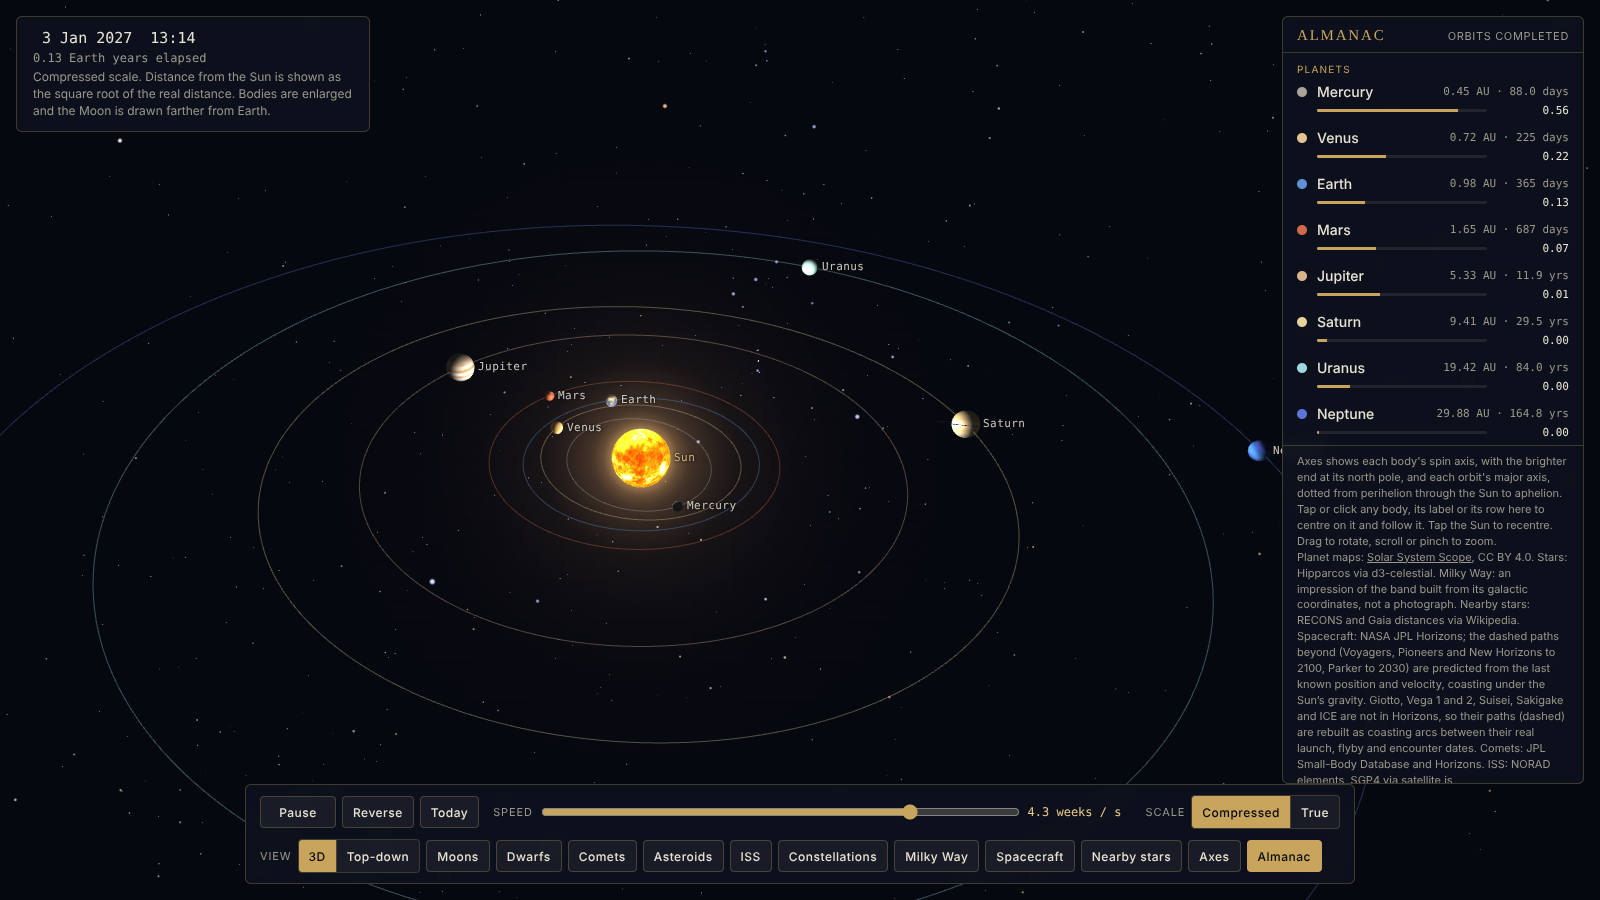 3 Jan 2027 13:14
0.13 Earth years elapsed
Compressed scale. Distance from the Sun is shown as
the square root of the real distance. Bodies are enlarged
and the Moon is drawn farther from Earth.
Uranus
Jupiter
Mars
Earth
Venus
Sun
Saturn
Mercury
ALMANAC ORBITS COMPLETED
PLANETS
Mercury 0.45 AU · 88.0 days
0.56
Venus 0.72 AU · 225 days
0.22
Earth 0.98 AU · 365 days
0.13
Mars 1.65 AU · 687 days
0.07
Jupiter 5.33 AU · 11.9 yrs
0.01
Saturn 9.41 AU · 29.5 yrs
0.00
Uranus 19.42 AU · 84.0 yrs
0.00
Neptune 29.88 AU · 164.8 yrs
0.00
Axes shows each body's spin axis, with the brighter
end at its north pole, and each orbit's major axis,
dotted from perihelion through the Sun to aphelion.
Tap or click any body, its label or its row here to
centre on it and follow it. Tap the Sun to recentre.
Drag to rotate, scroll or pinch to zoom.
Planet maps: Solar System Scope, CC BY 4.0. Stars:
Hipparcos via d3-celestial. Milky Way: an
impression of the band built from its galactic
coordinates, not a photograph. Nearby stars:
RECONS and Gaia distances via Wikipedia.
Spacecraft: NASA JPL Horizons; the dashed paths
beyond (Voyagers, Pioneers and New Horizons to
2100, Parker to 2030) are predicted from the last
known position and velocity, coasting under the
Sun's gravity. Giotto, Vega 1 and 2, Suisei, Sakigake
and ICE are not in Horizons, so their paths (dashed)
are rebuilt as coasting arcs between their real
launch, flyby and encounter dates. Comets: JPL
Small-Body Database and Horizons. ISS: NORAD
elements, SGP4 via satellite.js
Pause Reverse Today SPEED 4.3 weeks / s SCALE Compressed True
VIEW 3D Top-down Moons Dwarfs Comets Asteroids ISS Constellations Milky Way Spacecraft Nearby stars Axes Almanac